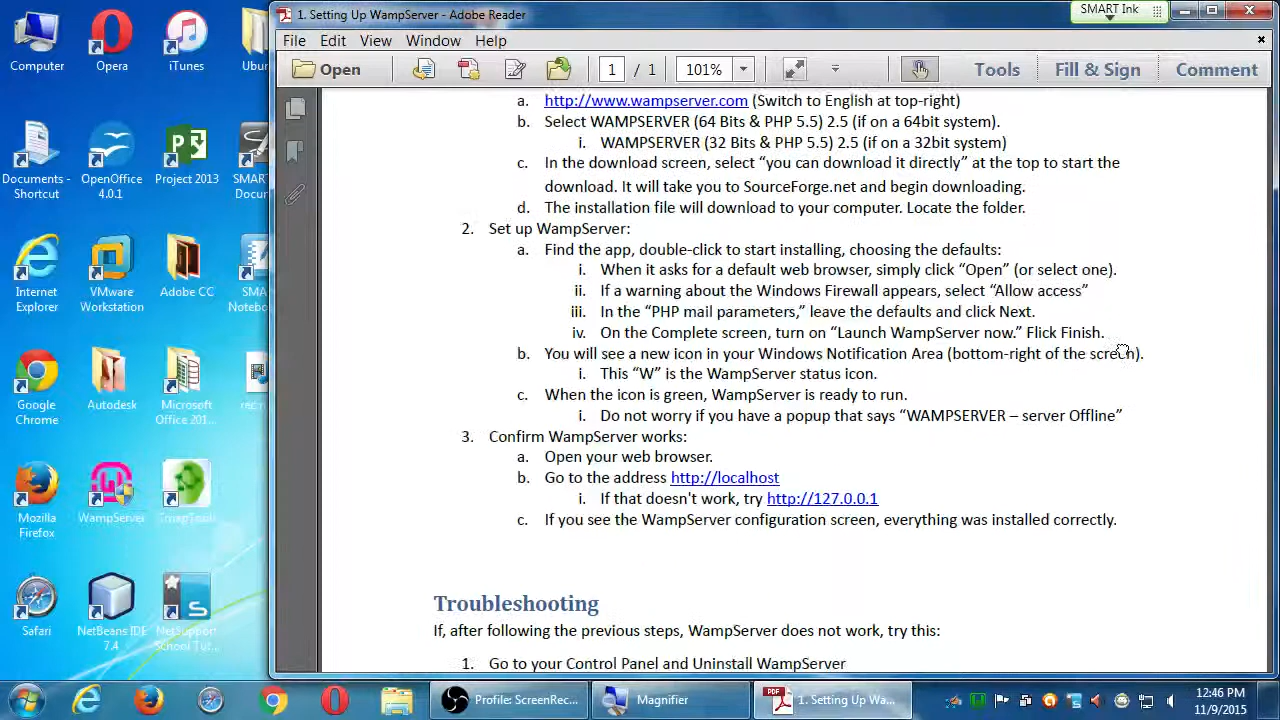 1. Setting Up WampServer - Adobe Reader
SMART Ink
File Edit View Window Help
Open 1 / 1 101% Tools Fill & Sign Comment
Computer
Opera
iTunes
Ubu
Documents - Shortcut
OpenOffice 4.0.1
Project 2013
SMAR Docu
Internet Explorer
VMware Workstation
Adobe CC
SMA Noteb
Google Chrome
Autodesk
Microsoft Office 201...
Mozilla Firefox
WampServer
Safari
NetBeans IDE 7.4
NetSupport School Tut...
a. http://www.wampserver.com (Switch to English at top-right)
b. Select WAMPSERVER (64 Bits & PHP 5.5) 2.5 (if on a 64bit system).
i. WAMPSERVER (32 Bits & PHP 5.5) 2.5 (if on a 32bit system)
c. In the download screen, select “you can download it directly” at the top to start the
download. It will take you to SourceForge.net and begin downloading.
d. The installation file will download to your computer. Locate the folder.
2. Set up WampServer:
a. Find the app, double-click to start installing, choosing the defaults:
i. When it asks for a default web browser, simply click “Open” (or select one).
ii. If a warning about the Windows Firewall appears, select “Allow access”
iii. In the “PHP mail parameters,” leave the defaults and click Next.
iv. On the Complete screen, turn on “Launch WampServer now.” Flick Finish.
b. You will see a new icon in your Windows Notification Area (bottom-right of the screen).
i. This “W” is the WampServer status icon.
c. When the icon is green, WampServer is ready to run.
i. Do not worry if you have a popup that says “WAMPSERVER – server Offline”
3. Confirm WampServer works:
a. Open your web browser.
b. Go to the address http://localhost
i. If that doesn't work, try http://127.0.0.1
c. If you see the WampServer configuration screen, everything was installed correctly.
Troubleshooting
If, after following the previous steps, WampServer does not work, try this:
1. Go to your Control Panel and Uninstall WampServer
Profile: ScreenRec...
Magnifier
1. Setting Up Wa...
12:46 PM
11/9/2015